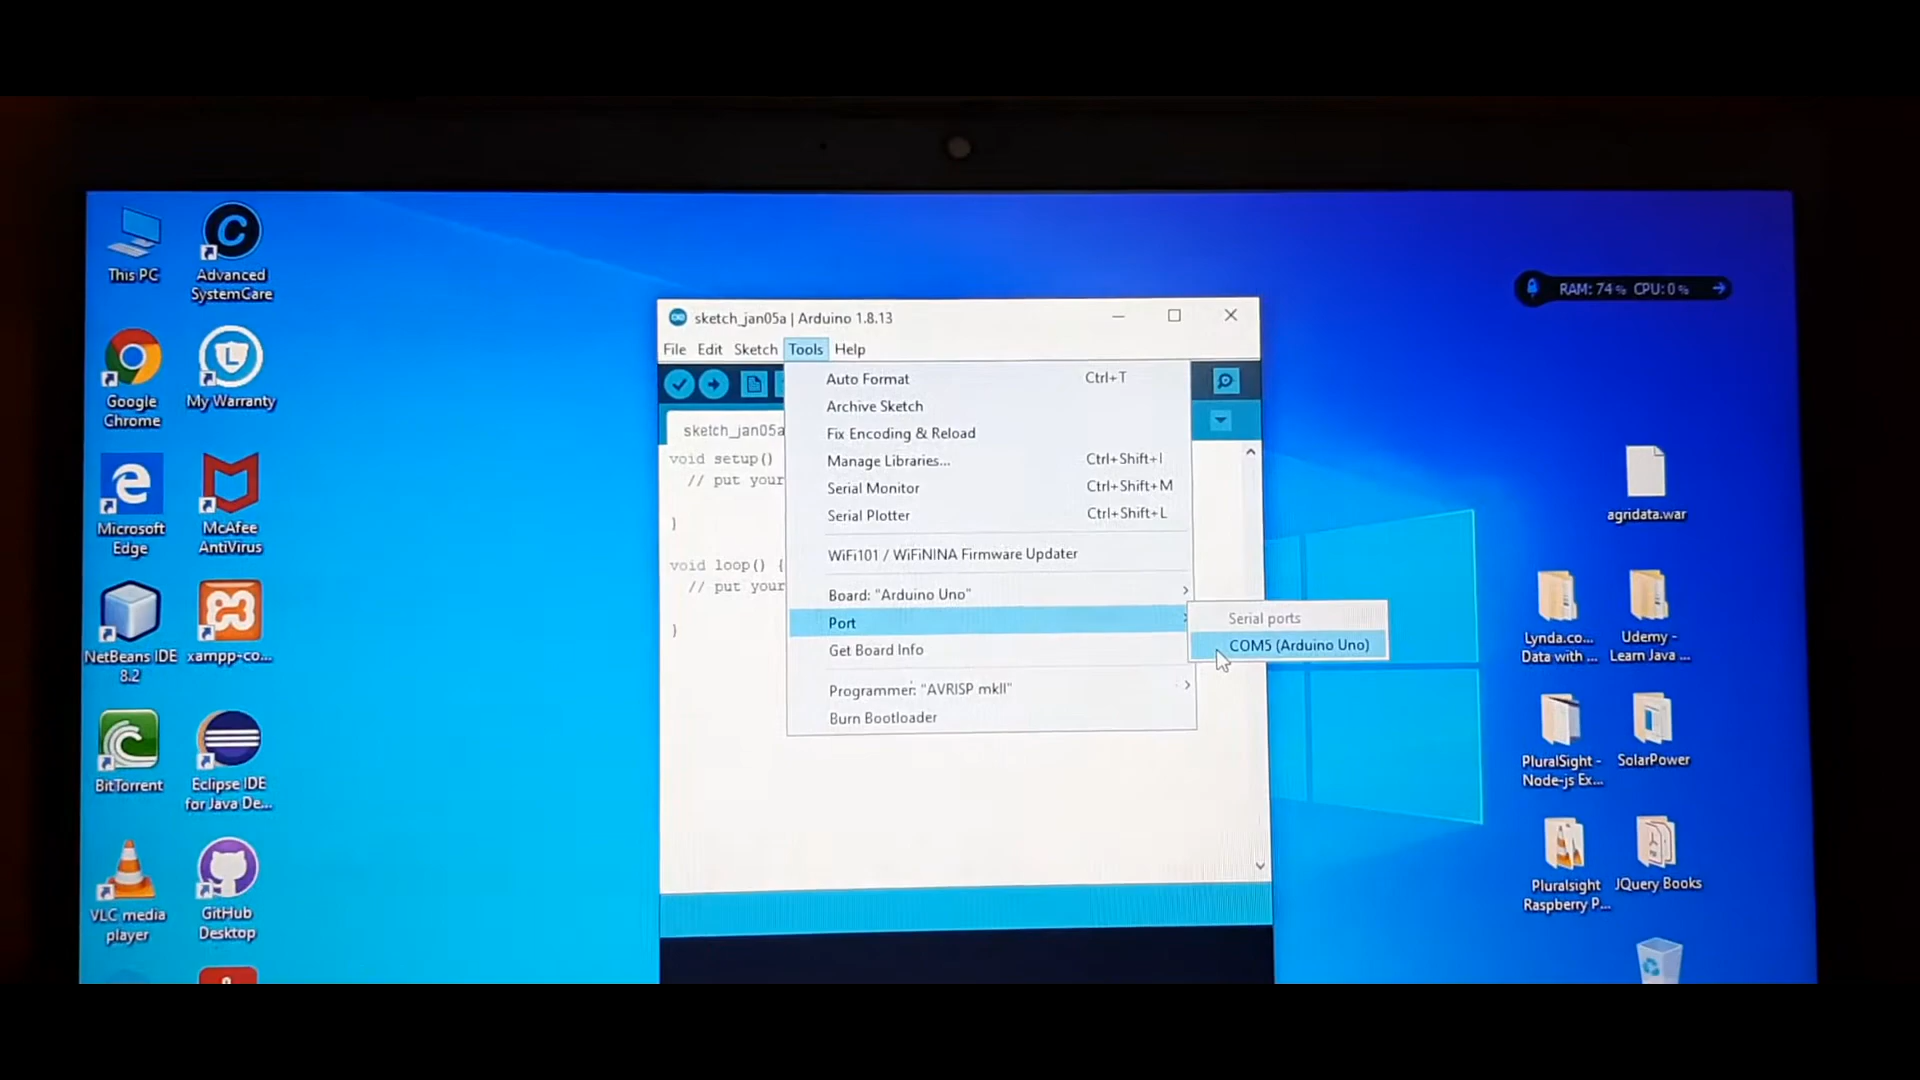 This PC
Advanced
SystemCare
Google
Chrome
My Warranty
Microsoft
Edge
McAfee
AntiVirus
NetBeans IDE
8.2
xampp-co...
BitTorrent
Eclipse IDE
for Java De...
VLC media
player
GitHub
Desktop
sketch_jan05a | Arduino 1.8.13
File Edit Sketch Tools Help
sketch_jan05a
void setup()
// put your
}
void loop() {
// put your
}
Auto Format Ctrl+T
Archive Sketch
Fix Encoding & Reload
Manage Libraries... Ctrl+Shift+I
Serial Monitor Ctrl+Shift+M
Serial Plotter Ctrl+Shift+L
WiFi101 / WiFiNINA Firmware Updater
Board: "Arduino Uno"
Port
Get Board Info
Programmer: "AVRISP mkII"
Burn Bootloader
Serial ports
COM5 (Arduino Uno)
RAM: 74% CPU: 0%
agridata.war
Lynda.co...
Data with ...
Udemy -
Learn Java ...
PluralSight -
Node-js Ex...
SolarPower
Pluralsight
Raspberry P...
JQuery Books